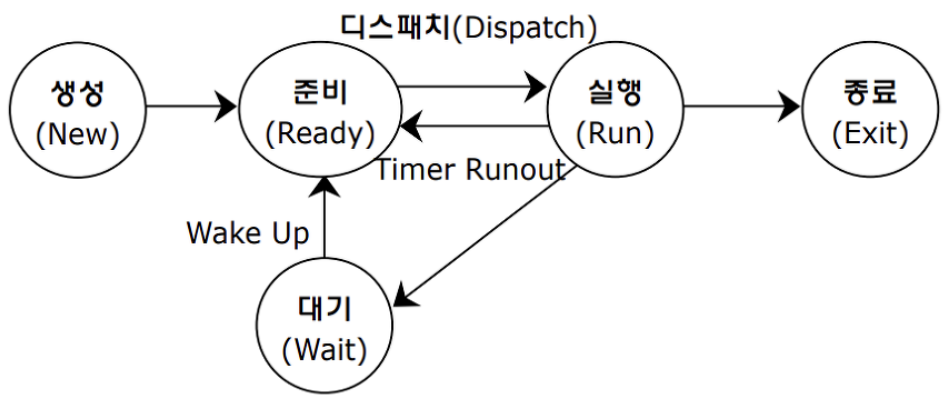 디스패치(Dispatch)
생성
(New)
준비
(Ready)
실행
(Run)
종료
(Exit)
Timer Runout
Wake Up
대기
(Wait)